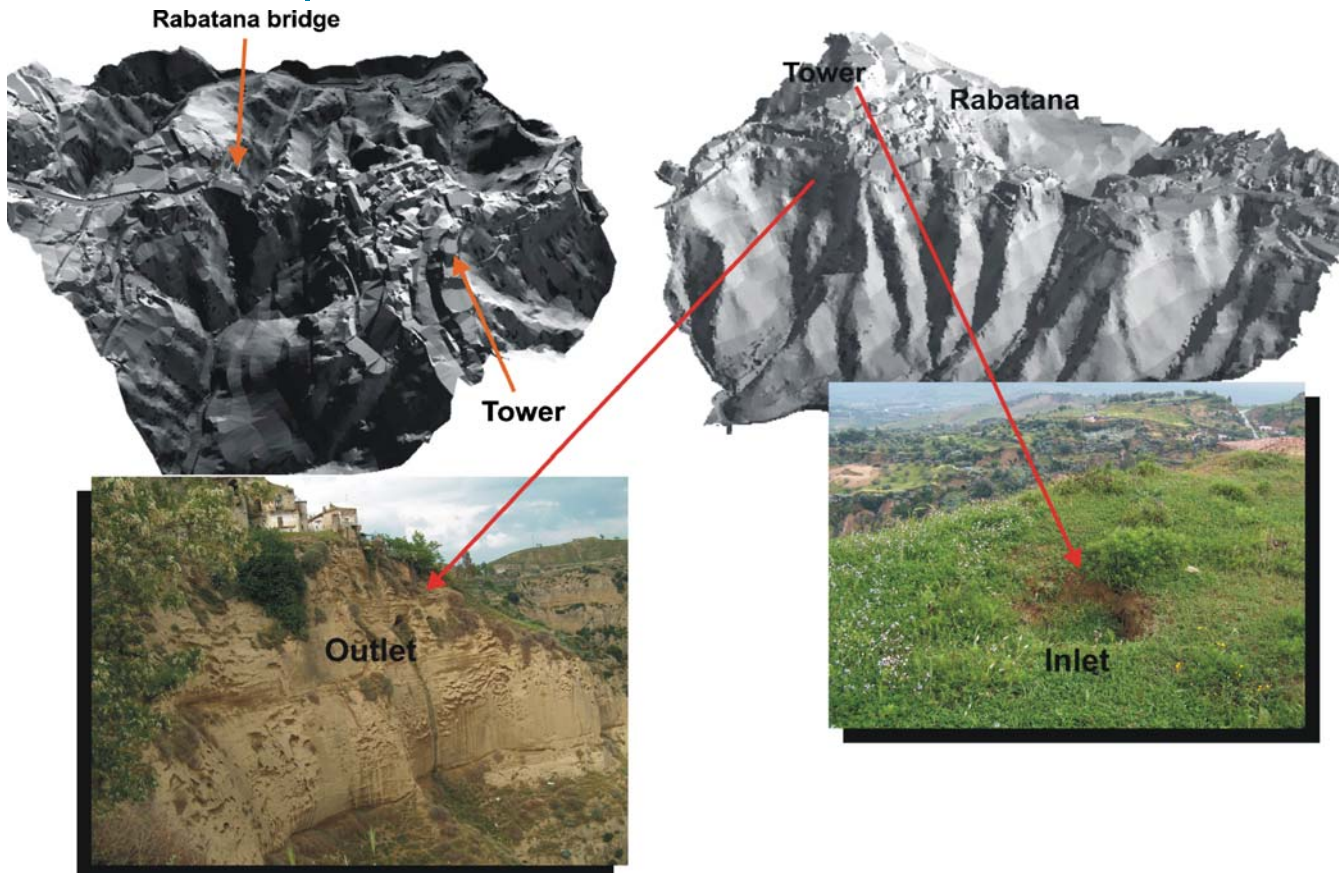 Rabatana bridge
Tower
Rabatana
Tower
Outlet
Inlet